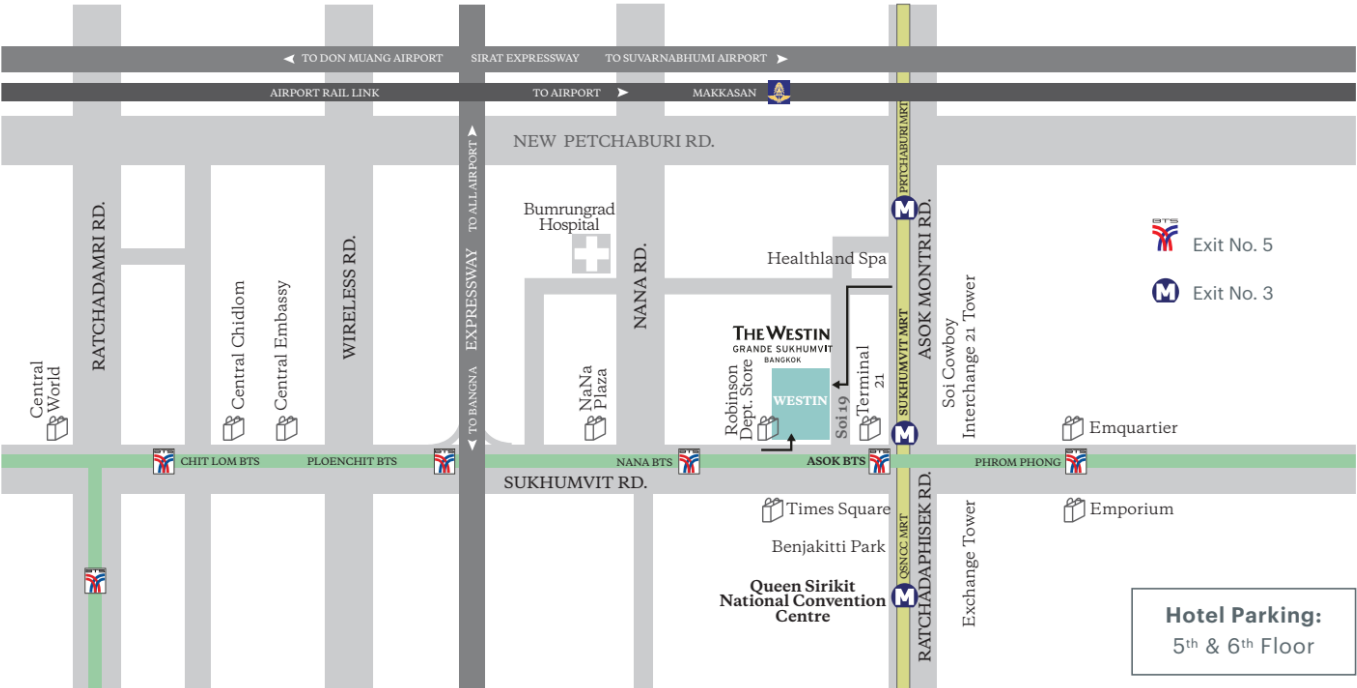 TO DON MUANG AIRPORT
SIRAT EXPRESSWAY
TO SUVARNABHUMI AIRPORT
AIRPORT RAIL LINK
TO AIRPORT
MAKKASAN
NEW PETCHABURI RD.
PRTCHABURI MRT
M
RATCHADAMRI RD.
WIRELESS RD.
TO ALL AIRPORT
EXPRESSWAY
TO BANGNA
NANA RD.
ASOK MONTRI RD.
Bumrungrad
Hospital
Healthland Spa
BTS
Exit No. 5
M
Exit No. 3
Central
World
Central Chidlom
Central Embassy
NaNa
Plaza
THE WESTIN
GRANDE SUKHUMVIT
BANGKOK
Robinson
Dept. Store
WESTIN
Soi 19
Terminal
21
SUKHUMVIT MRT
M
Soi Cowboy
Interchange 21 Tower
Emquartier
CHIT LOM BTS
PLOENCHIT BTS
NANA BTS
ASOK BTS
PHROM PHONG
SUKHUMVIT RD.
Times Square
Emporium
Benjakitti Park
QSNCC MRT
RATCHADAPHISEK RD.
Exchange Tower
Queen Sirikit
National Convention
Centre
M
Hotel Parking:
5th & 6th Floor